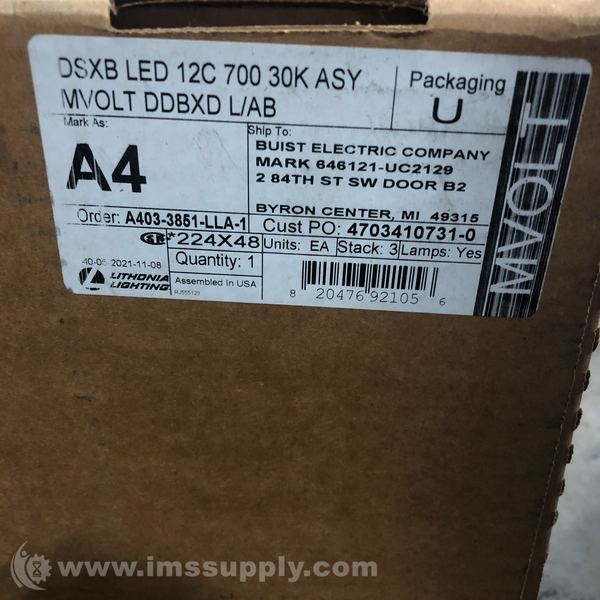 DSXB LED 12C 700 30K ASY
MVOLT DDBXD L/AB
Packaging
U
Mark As:
A4
Ship To:
BUIST ELECTRIC COMPANY
MARK 646121-UC2129
2 84TH ST SW DOOR B2
BYRON CENTER, MI 49315
Order: A403-3851-LLA-1
Cust PO: 4703410731-0
*224X48
Units: EA
Stack: 3
Lamps: Yes
40-05-2021-11-08
Quantity: 1
LITHONIA
LIGHTING
Assembled In USA
8 20476 92105 6
MVOLT
www.imssupply.com